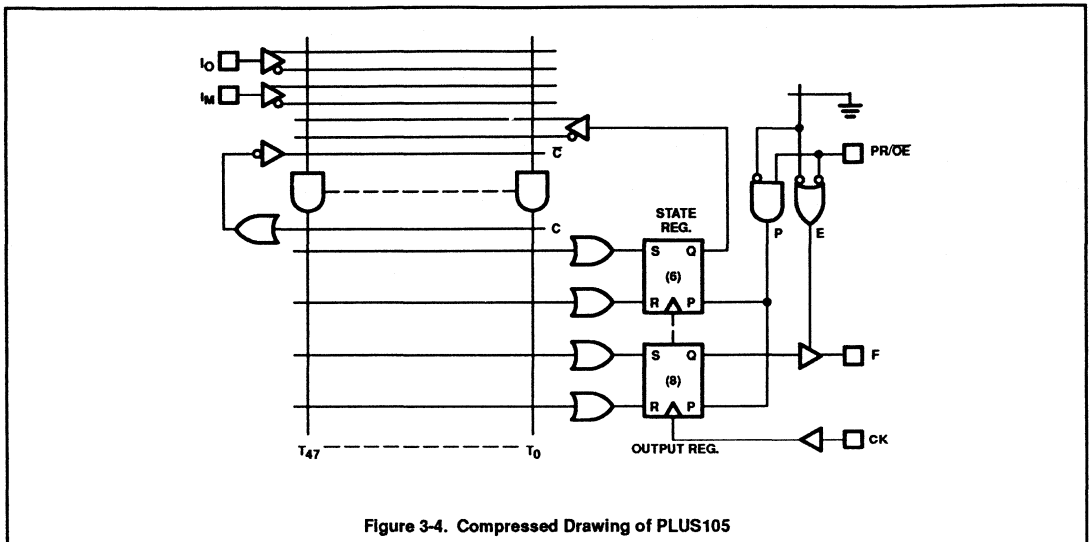 I0
IM
C̅
PR/O̅E̅
C
STATE
REG.
P
E
S
Q
(6)
R
P
S
Q
F
(8)
R
P
T47
T0
OUTPUT REG.
CK
Figure 3-4. Compressed Drawing of PLUS105